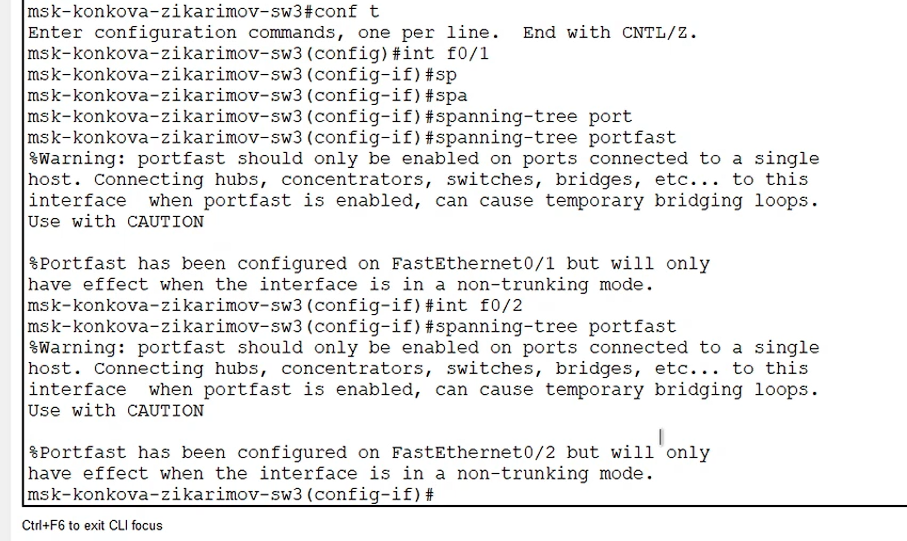 msk-konkova-zikarimov-sw3#conf t
Enter configuration commands, one per line.  End with CNTL/Z.
msk-konkova-zikarimov-sw3(config)#int f0/1
msk-konkova-zikarimov-sw3(config-if)#sp
msk-konkova-zikarimov-sw3(config-if)#spa
msk-konkova-zikarimov-sw3(config-if)#spanning-tree port
msk-konkova-zikarimov-sw3(config-if)#spanning-tree portfast
%Warning: portfast should only be enabled on ports connected to a single
host. Connecting hubs, concentrators, switches, bridges, etc... to this
interface  when portfast is enabled, can cause temporary bridging loops.
Use with CAUTION

%Portfast has been configured on FastEthernet0/1 but will only
have effect when the interface is in a non-trunking mode.
msk-konkova-zikarimov-sw3(config-if)#int f0/2
msk-konkova-zikarimov-sw3(config-if)#spanning-tree portfast
%Warning: portfast should only be enabled on ports connected to a single
host. Connecting hubs, concentrators, switches, bridges, etc... to this
interface  when portfast is enabled, can cause temporary bridging loops.
Use with CAUTION

%Portfast has been configured on FastEthernet0/2 but will only
have effect when the interface is in a non-trunking mode.
msk-konkova-zikarimov-sw3(config-if)#
Ctrl+F6 to exit CLI focus